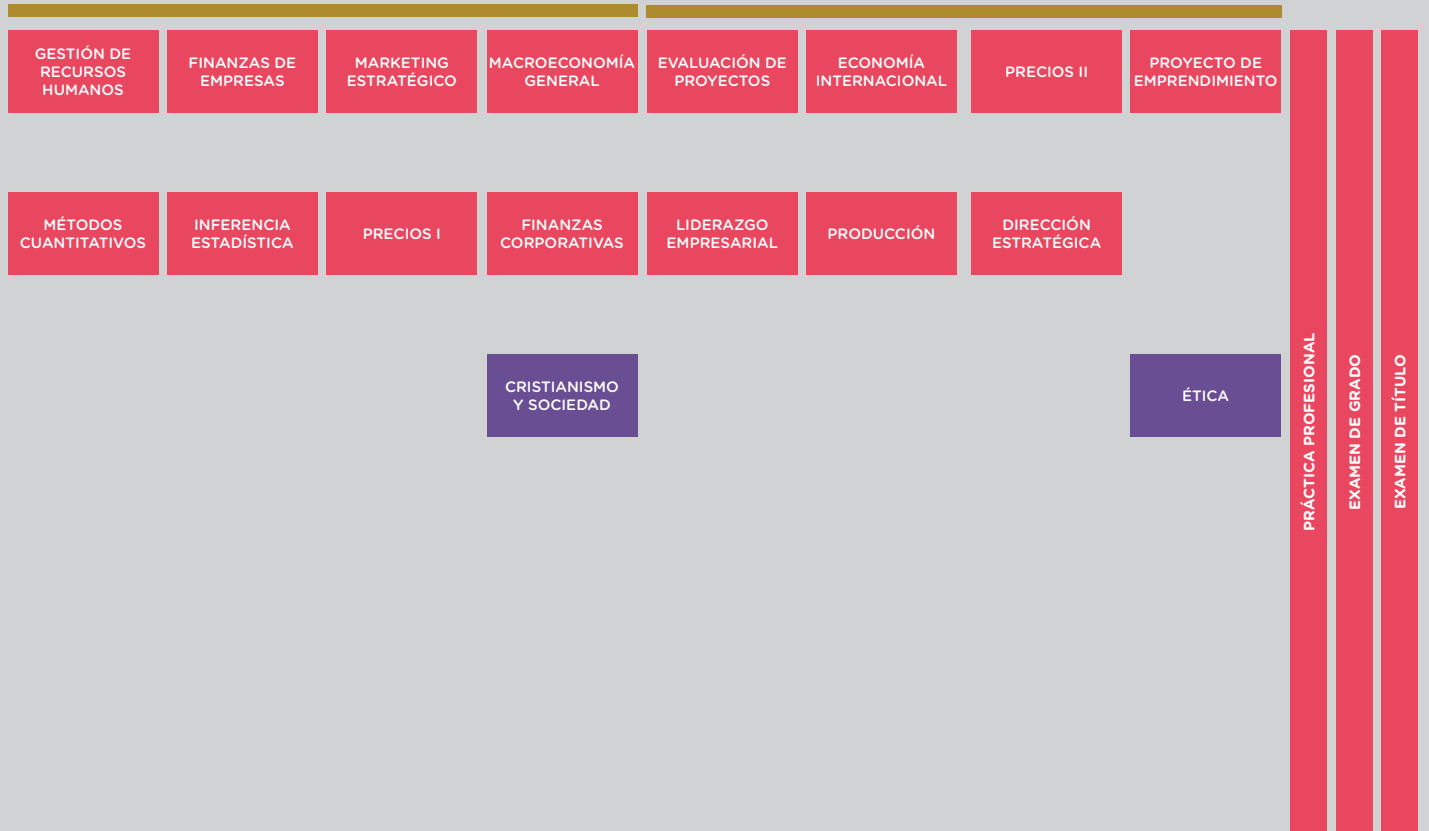 GESTIÓN DE
RECURSOS
HUMANOS
FINANZAS DE
EMPRESAS
MARKETING
ESTRATÉGICO
MACROECONOMÍA
GENERAL
EVALUACIÓN DE
PROYECTOS
ECONOMÍA
INTERNACIONAL
PRECIOS II
PROYECTO DE
EMPRENDIMIENTO
MÉTODOS
CUANTITATIVOS
INFERENCIA
ESTADÍSTICA
PRECIOS I
FINANZAS
CORPORATIVAS
LIDERAZGO
EMPRESARIAL
PRODUCCIÓN
DIRECCIÓN
ESTRATÉGICA
CRISTIANISMO
Y SOCIEDAD
ÉTICA
PRÁCTICA PROFESIONAL
EXAMEN DE GRADO
EXAMEN DE TÍTULO